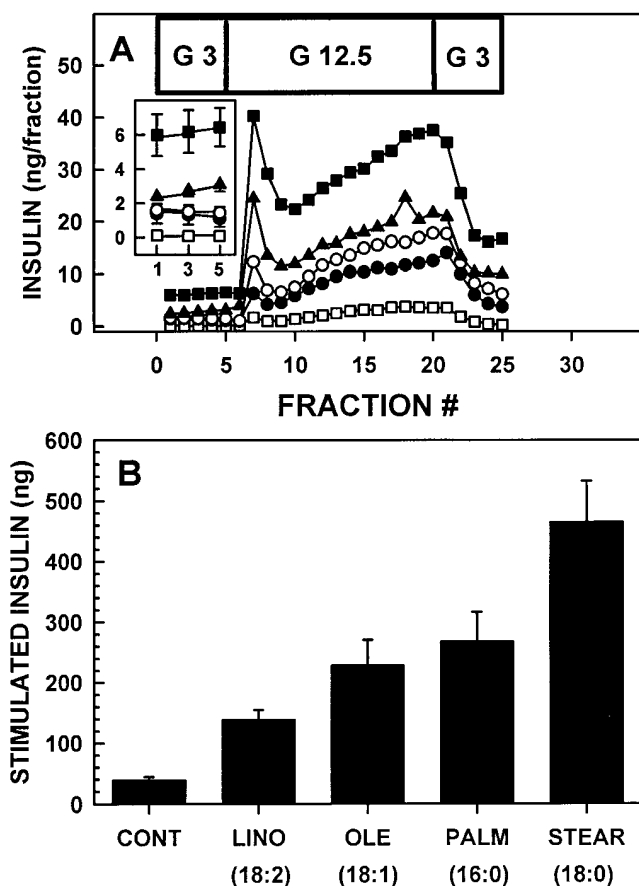 A
G 3
G 12.5
G 3
INSULIN (ng/fraction)
60
50
40
30
20
10
0
6
4
2
0
1 3 5
0 5 10 15 20 25 30
FRACTION #
B
STIMULATED INSULIN (ng)
600
500
400
300
200
100
0
CONT LINO OLE PALM STEAR
(18:2) (18:1) (16:0) (18:0)